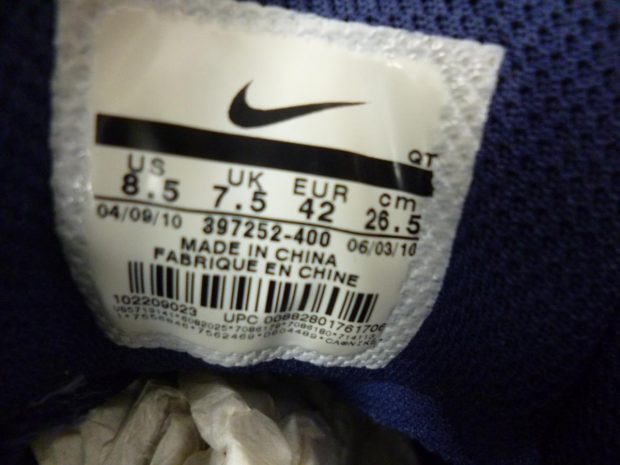 QT
US UK EUR cm
8.5 7.5 42 26.5
04/09/10 397252-400 06/03/10
MADE IN CHINA
FABRIQUE EN CHINE
102209023 UPC 00882801761706